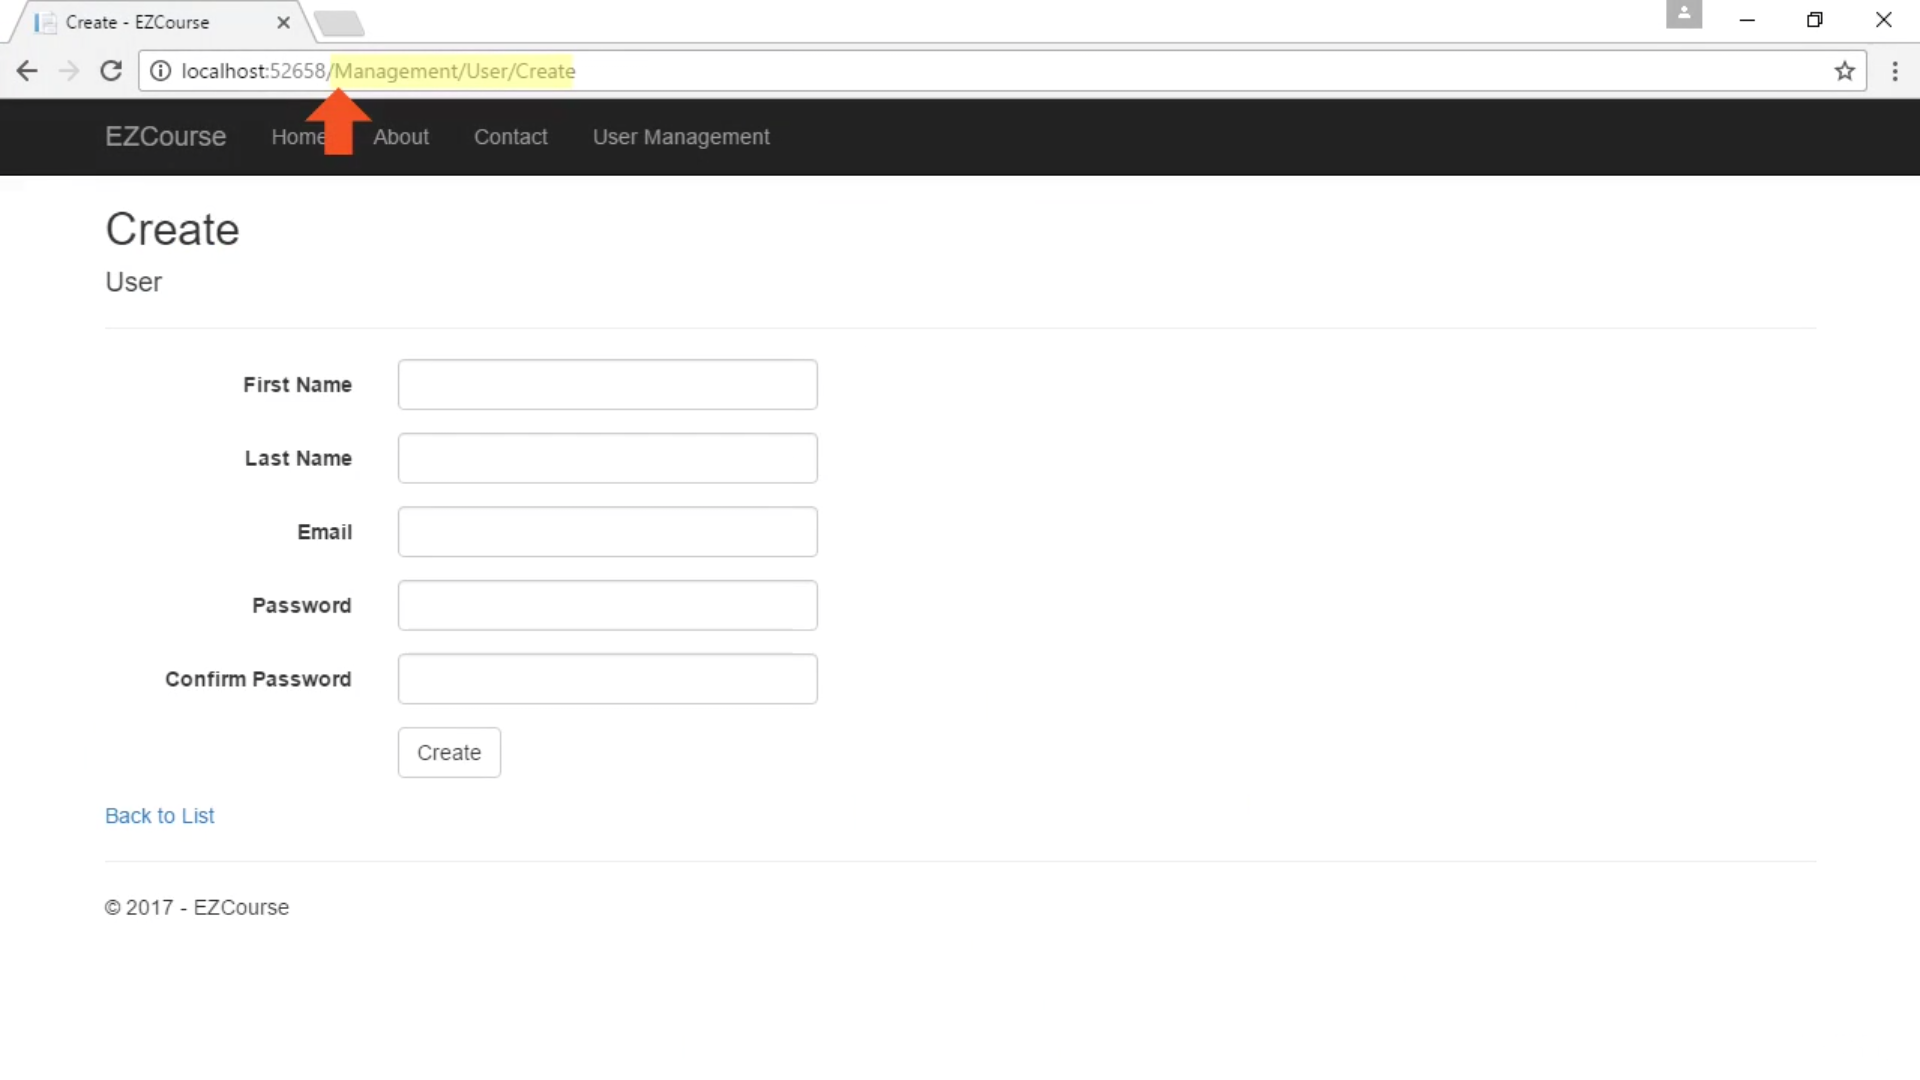 Create - EZCourse
localhost:52658/Management/User/Create
EZCourse Home About Contact User Management
Create
User
First Name
Last Name
Email
Password
Confirm Password
Create
Back to List
© 2017 - EZCourse